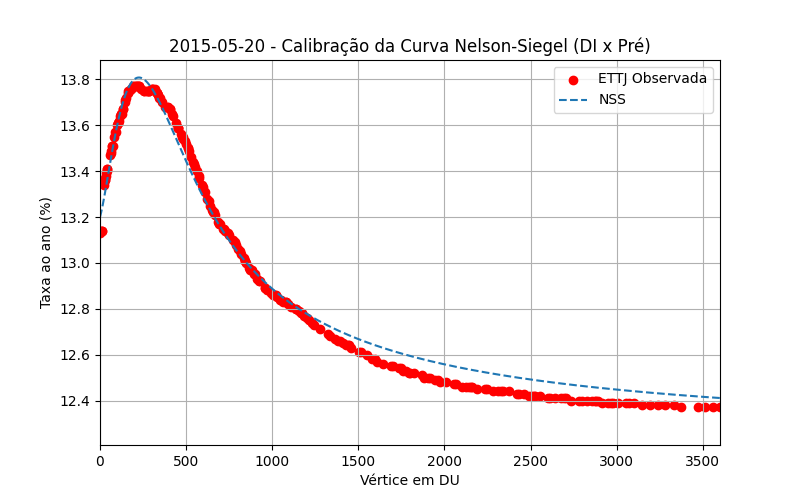 2015-05-20 - Calibração da Curva Nelson-Siegel (DI x Pré)
ETTJ Observada
NSS
Taxa ao ano (%)
13.8
13.6
13.4
13.2
13.0
12.8
12.6
12.4
0 500 1000 1500 2000 2500 3000 3500
Vértice em DU